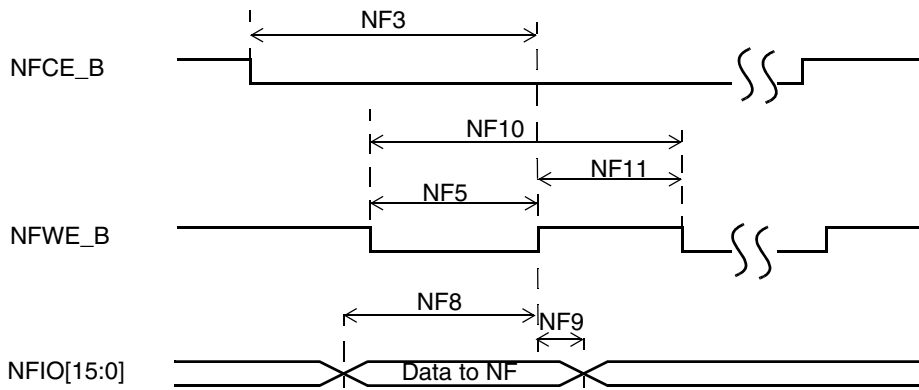 NF3
NFCE_B
NF10
NF11
NF5
NFWE_B
NF8
NF9
NFIO[15:0]
Data to NF